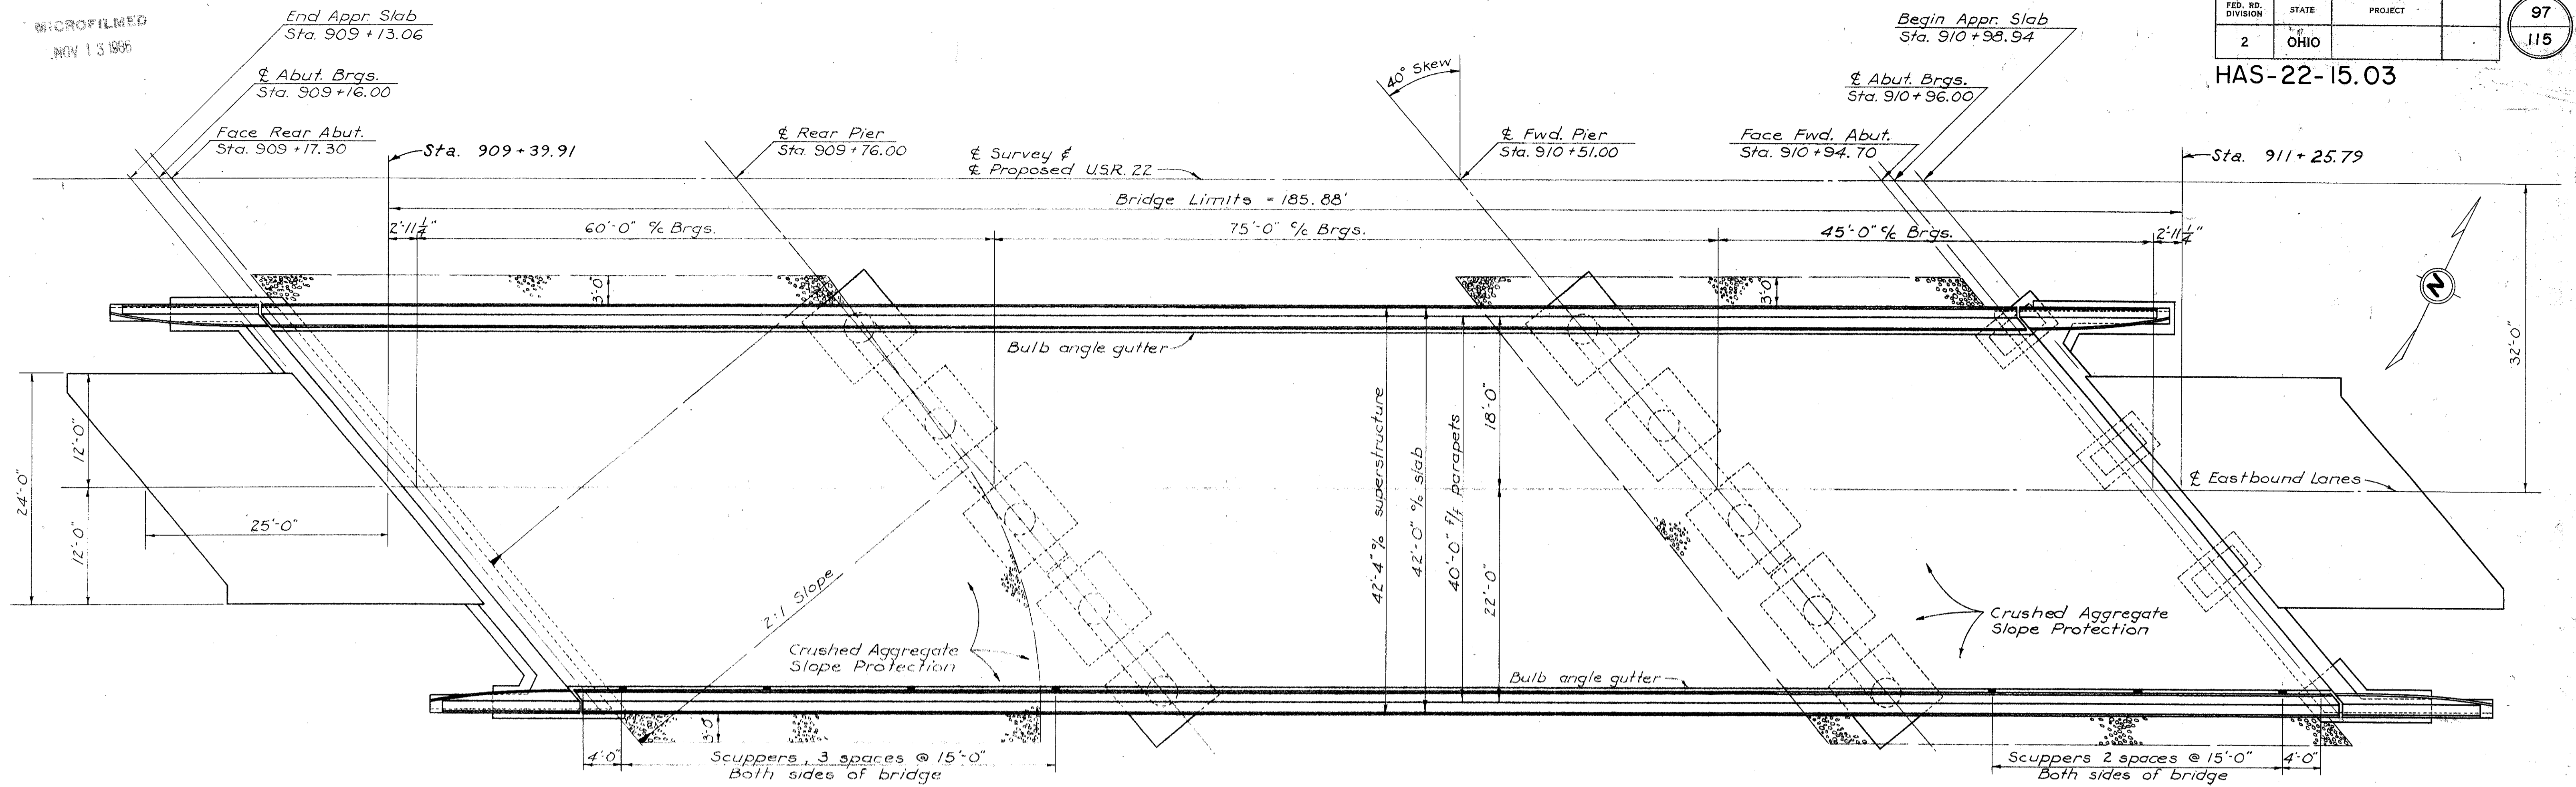 MICROFILMED
NOV 13 1986
End Appr. Slab
Sta. 909 +13.06
℄ Abut. Brgs.
Sta. 909 +16.00
Face Rear Abut.
Sta. 909 +17.30
Sta. 909+39.91
℄ Rear Pier
Sta. 909 +76.00
℄ Survey &
℄ Proposed U.S.R. 22
40° Skew
℄ Fwd. Pier
Sta. 910 +51.00
Begin Appr. Slab
Sta. 910 +98.94
℄ Abut. Brgs.
Sta. 910 + 96.00
Face Fwd. Abut.
Sta. 910 +94.70
Sta. 911+ 25.79
FED. RD. DIVISION
STATE
PROJECT
2
OHIO
97
115
HAS-22-15.03
Bridge Limits = 185.88'
2'-11 1/4"
60'-0" c/c Brgs.
75'-0" c/c Brgs.
45'-0" c/c Brgs.
2'-11 1/4"
3'-0"
3'-0"
N
32'-0"
Bulb angle gutter
24'-0"
12'-0"
12'-0"
25'-0"
2:1 Slope
42'-4" o/o superstructure
42'-0" o/o slab
40'-0" f/f parapets
18'-0"
22'-0"
℄ Eastbound Lanes
Crushed Aggregate
Slope Protection
Crushed Aggregate
Slope Protection
Bulb angle gutter
3'-0"
4'-0"
Scuppers, 3 spaces @ 15'-0"
Both sides of bridge
Scuppers 2 spaces @ 15'-0"
Both sides of bridge
4'-0"